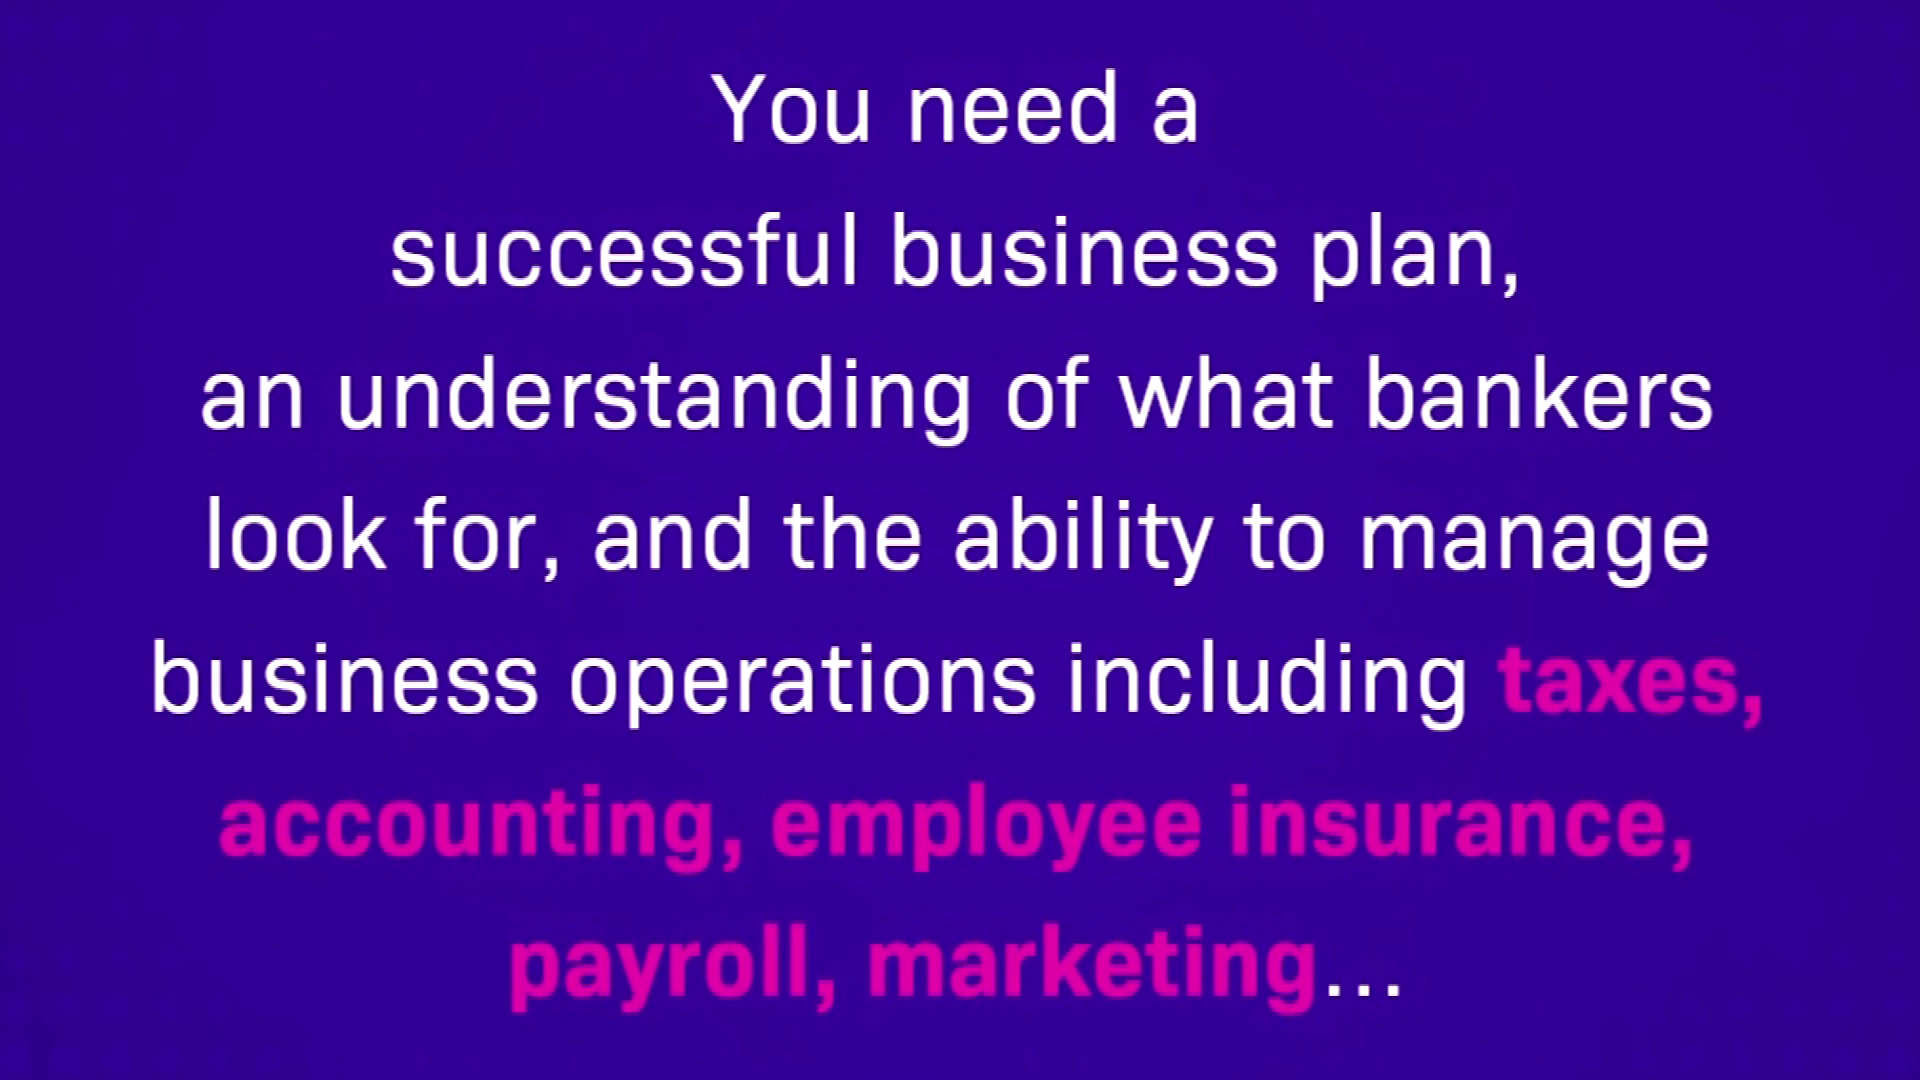 You need a
successful business plan,
an understanding of what bankers
look for, and the ability to manage
business operations including taxes,
accounting, employee insurance,
payroll, marketing...